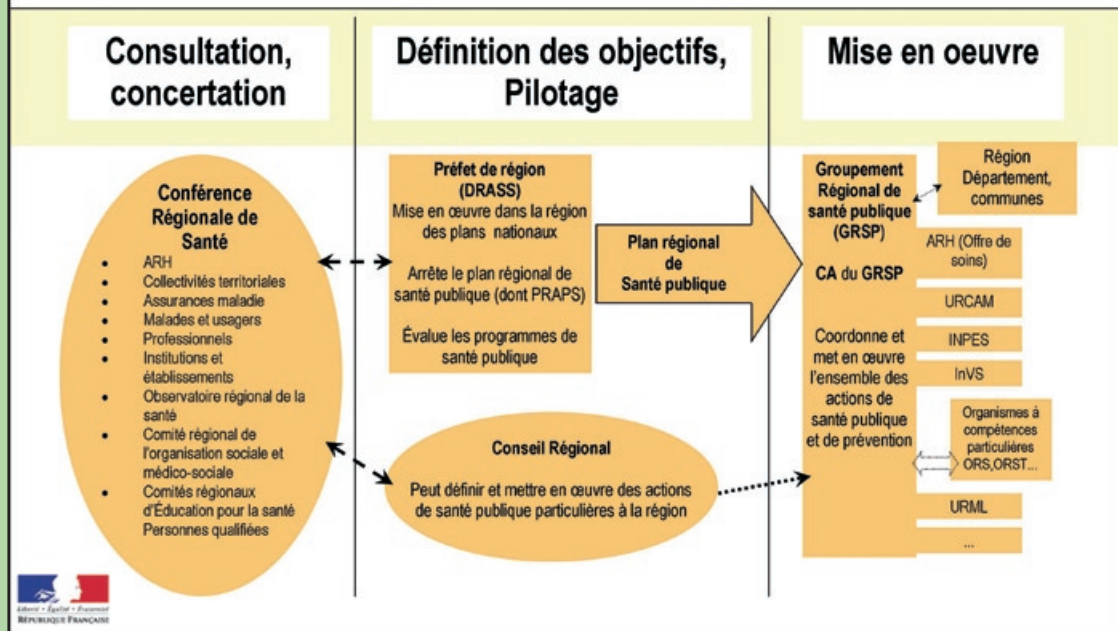 Consultation,
concertation
Définition des objectifs,
Pilotage
Mise en oeuvre
Conférence
Régionale de
Santé
• ARH
• Collectivités territoriales
• Assurances maladie
• Malades et usagers
• Professionnels
• Institutions et
établissements
• Observatoire régional de la
santé
• Comité régional de
l'organisation sociale et
médico-sociale
• Comités régionaux
d'Éducation pour la santé
Personnes qualifiées
Préfet de région
(DRASS)
Mise en œuvre dans la région
des plans nationaux
Arrête le plan régional de
santé publique (dont PRAPS)
Évalue les programmes de
santé publique
Conseil Régional
Peut définir et mettre en œuvre des actions
de santé publique particulières à la région
Plan régional
de
Santé publique
Groupement
Régional de
santé publique
(GRSP)
CA du GRSP
Coordonne et
met en œuvre
l'ensemble des
actions de
santé publique
et de prévention
Région
Département,
communes
ARH (Offre de
soins)
URCAM
INPES
InVS
Organismes à
compétences
particulières
ORS,ORST...
URML
...
Liberté • Égalité • Fraternité
RÉPUBLIQUE FRANÇAISE